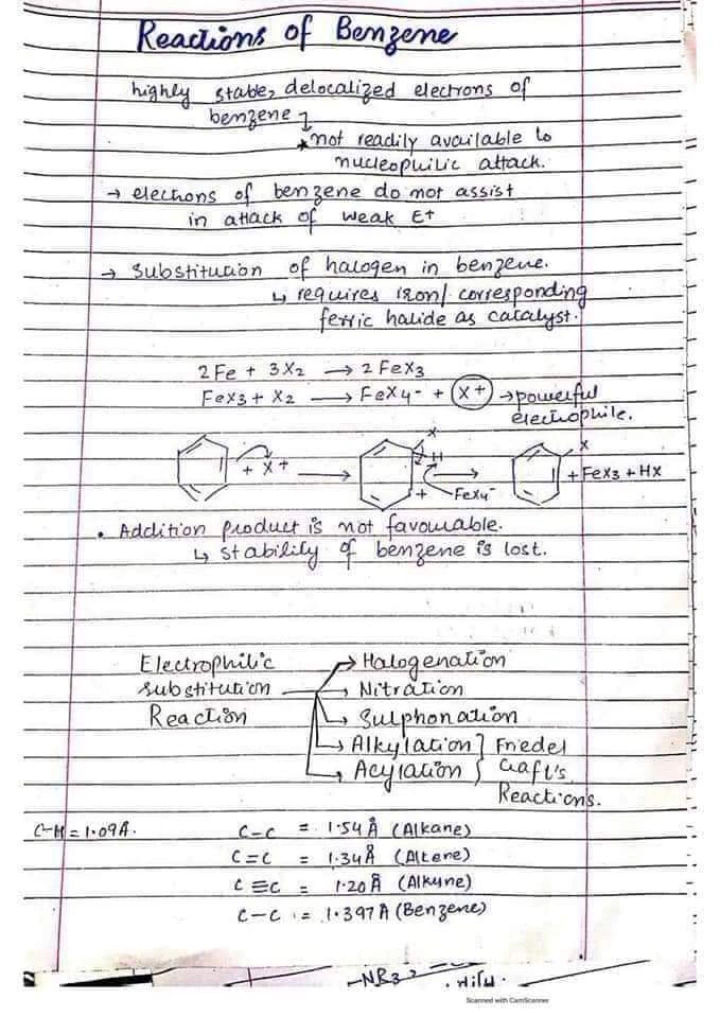 Reactions of Benzene
highly stable, delocalized electrons of
benzene
* not readily available to
nucleophilic attack.
→ electrons of benzene do not assist
in attack of weak E+
→ Substitution of halogen in benzene.
↳ requires iron/ corresponding
ferric halide as catalyst.
2Fe + 3X2 → 2FeX3
FeX3 + X2 → FeX4- + X+ → powerful
electrophile.
+ X+ → X H + FeX4- → X + FeX3 + HX
• Addition product is not favourable.
↳ stability of benzene is lost.
Electrophilic → Halogenation
Substitution → Nitration
Reaction ↳ Sulphonation
↳ Alkylation } Friedel
↳ Acylation } Craft's
Reactions.
C-H = 1.09Å. C-C = 1.54Å (Alkane)
C=C = 1.34Å (Alkene)
C≡C = 1.20Å (Alkyne)
C-C = 1.397Å (Benzene)
-NR3
Scanned with CamScanner